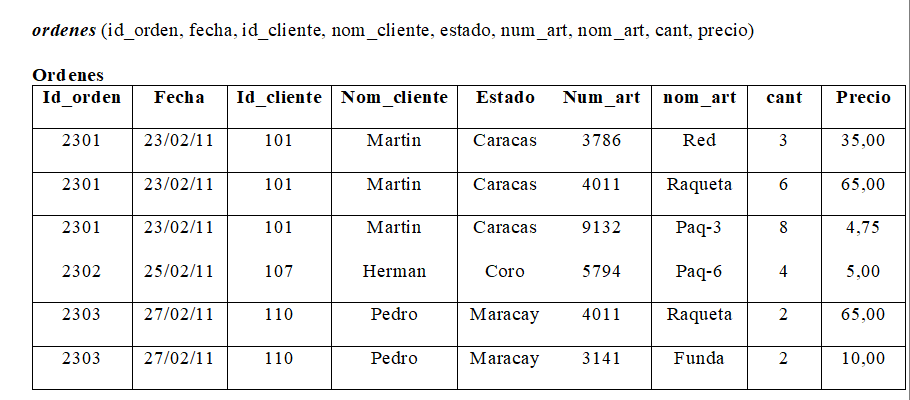 ordenes (id_orden, fecha, id_cliente, nom_cliente, estado, num_art, nom_art, cant, precio)
Ordenes
Id_orden Fecha Id_cliente Nom_cliente Estado Num_art nom_art cant Precio
2301 23/02/11 101 Martin Caracas 3786 Red 3 35,00
2301 23/02/11 101 Martin Caracas 4011 Raqueta 6 65,00
2301 23/02/11 101 Martin Caracas 9132 Paq-3 8 4,75
2302 25/02/11 107 Herman Coro 5794 Paq-6 4 5,00
2303 27/02/11 110 Pedro Maracay 4011 Raqueta 2 65,00
2303 27/02/11 110 Pedro Maracay 3141 Funda 2 10,00